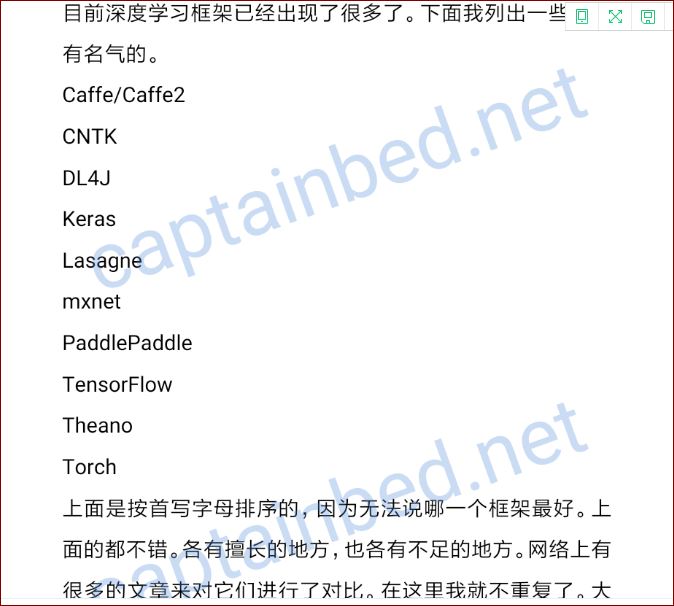 目前深度学习框架已经出现了很多了。下面我列出一些
有名气的。
Caffe/Caffe2
CNTK
DL4J
Keras
Lasagne
mxnet
PaddlePaddle
TensorFlow
Theano
Torch
上面是按首写字母排序的，因为无法说哪一个框架最好。上
面的都不错。各有擅长的地方，也各有不足的地方。网络上有
很多的文章来对它们进行了对比。在这里我就不重复了。大
captainbed.net
captainbed.net